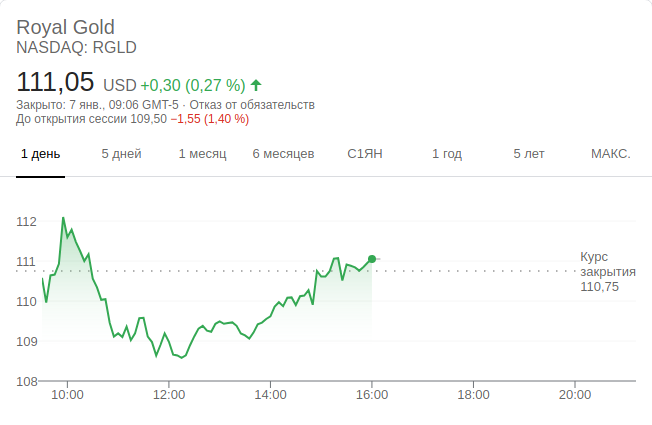 Royal Gold
NASDAQ: RGLD
111,05 USD +0,30 (0,27 %)
Закрыто: 7 янв., 09:06 GMT-5 · Отказ от обязательств
До открытия сессии 109,50 −1,55 (1,40 %)
1 день 5 дней 1 месяц 6 месяцев С1ЯН 1 год 5 лет МАКС.
112
111
110
109
108
Курс
закрытия
110,75
10:00 12:00 14:00 16:00 18:00 20:00